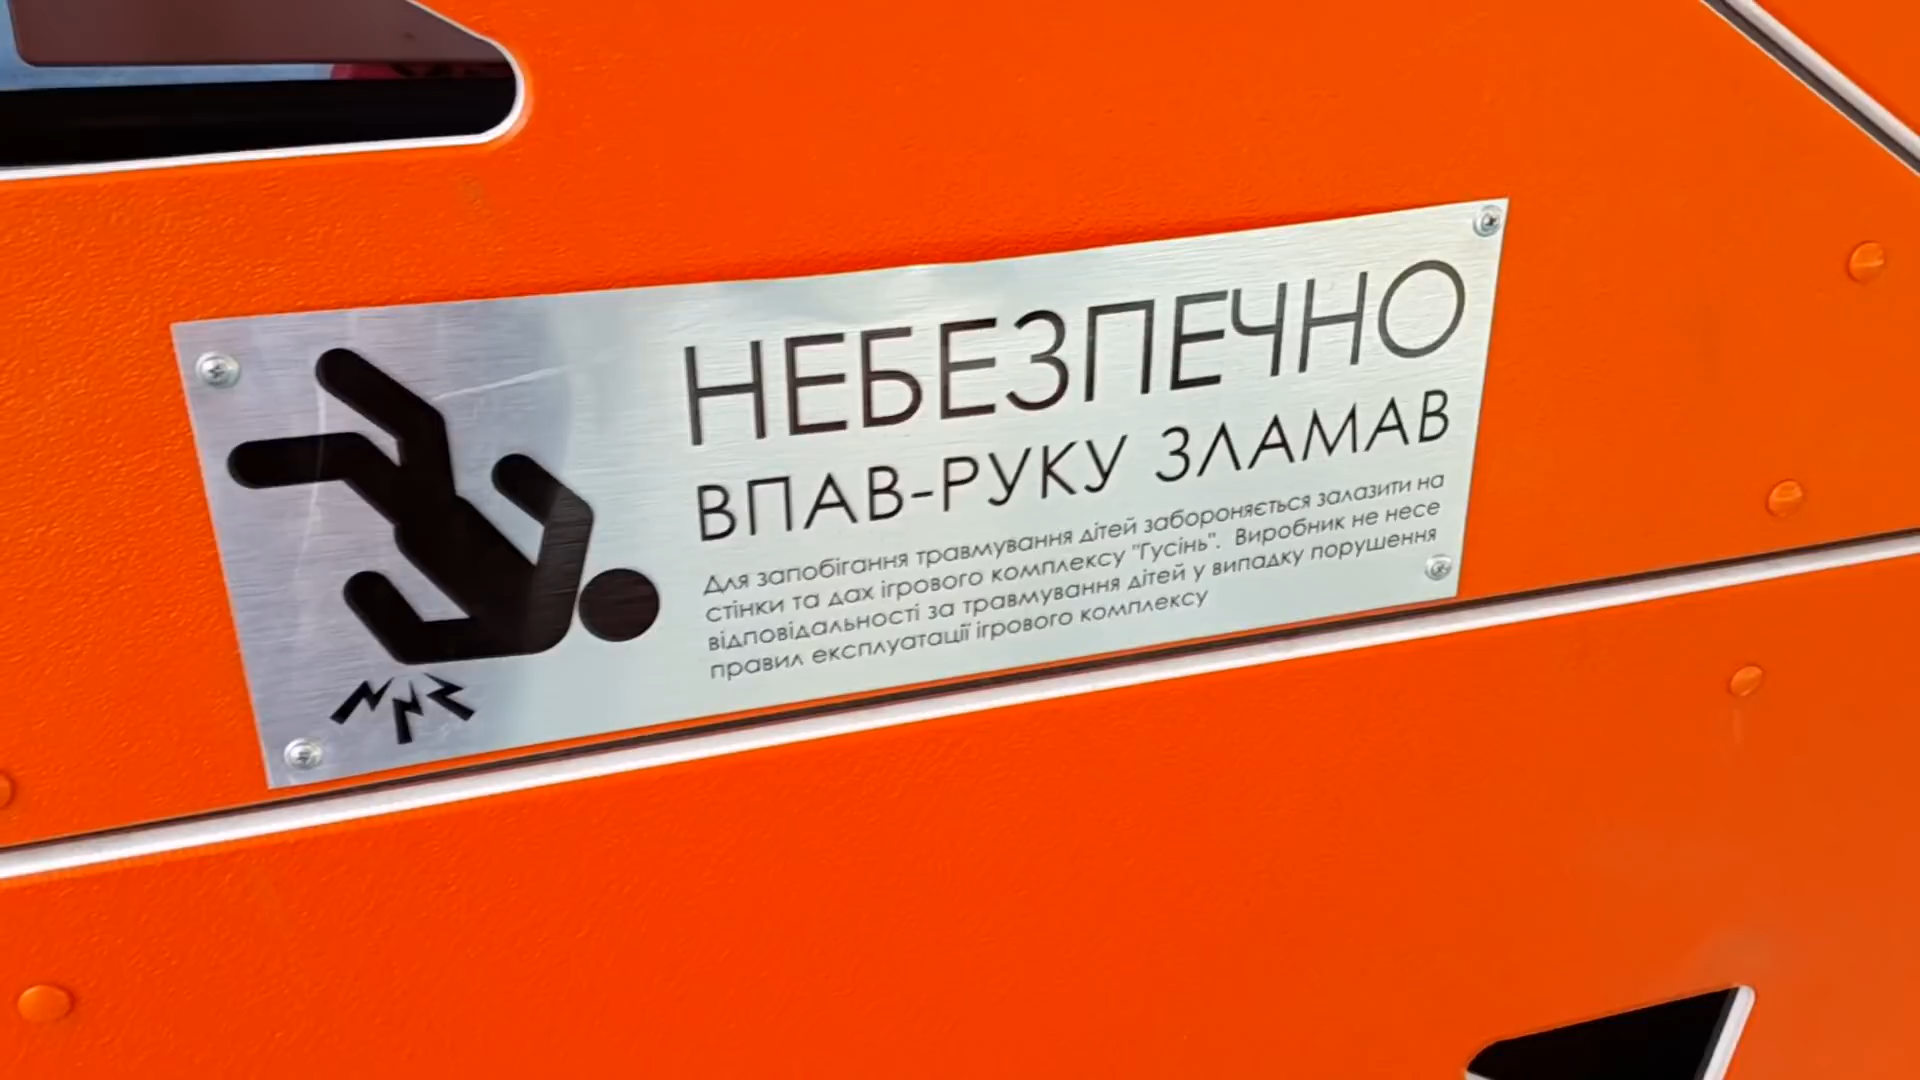 НЕБЕЗПЕЧНО
ВПАВ-РУКУ ЗЛАМАВ
Для запобігання травмування дітей забороняється залазити на
стінки та дах ігрового комплексу "Гусінь". Виробник не несе
відповідальності за травмування дітей у випадку порушення
правил експлуатації ігрового комплексу